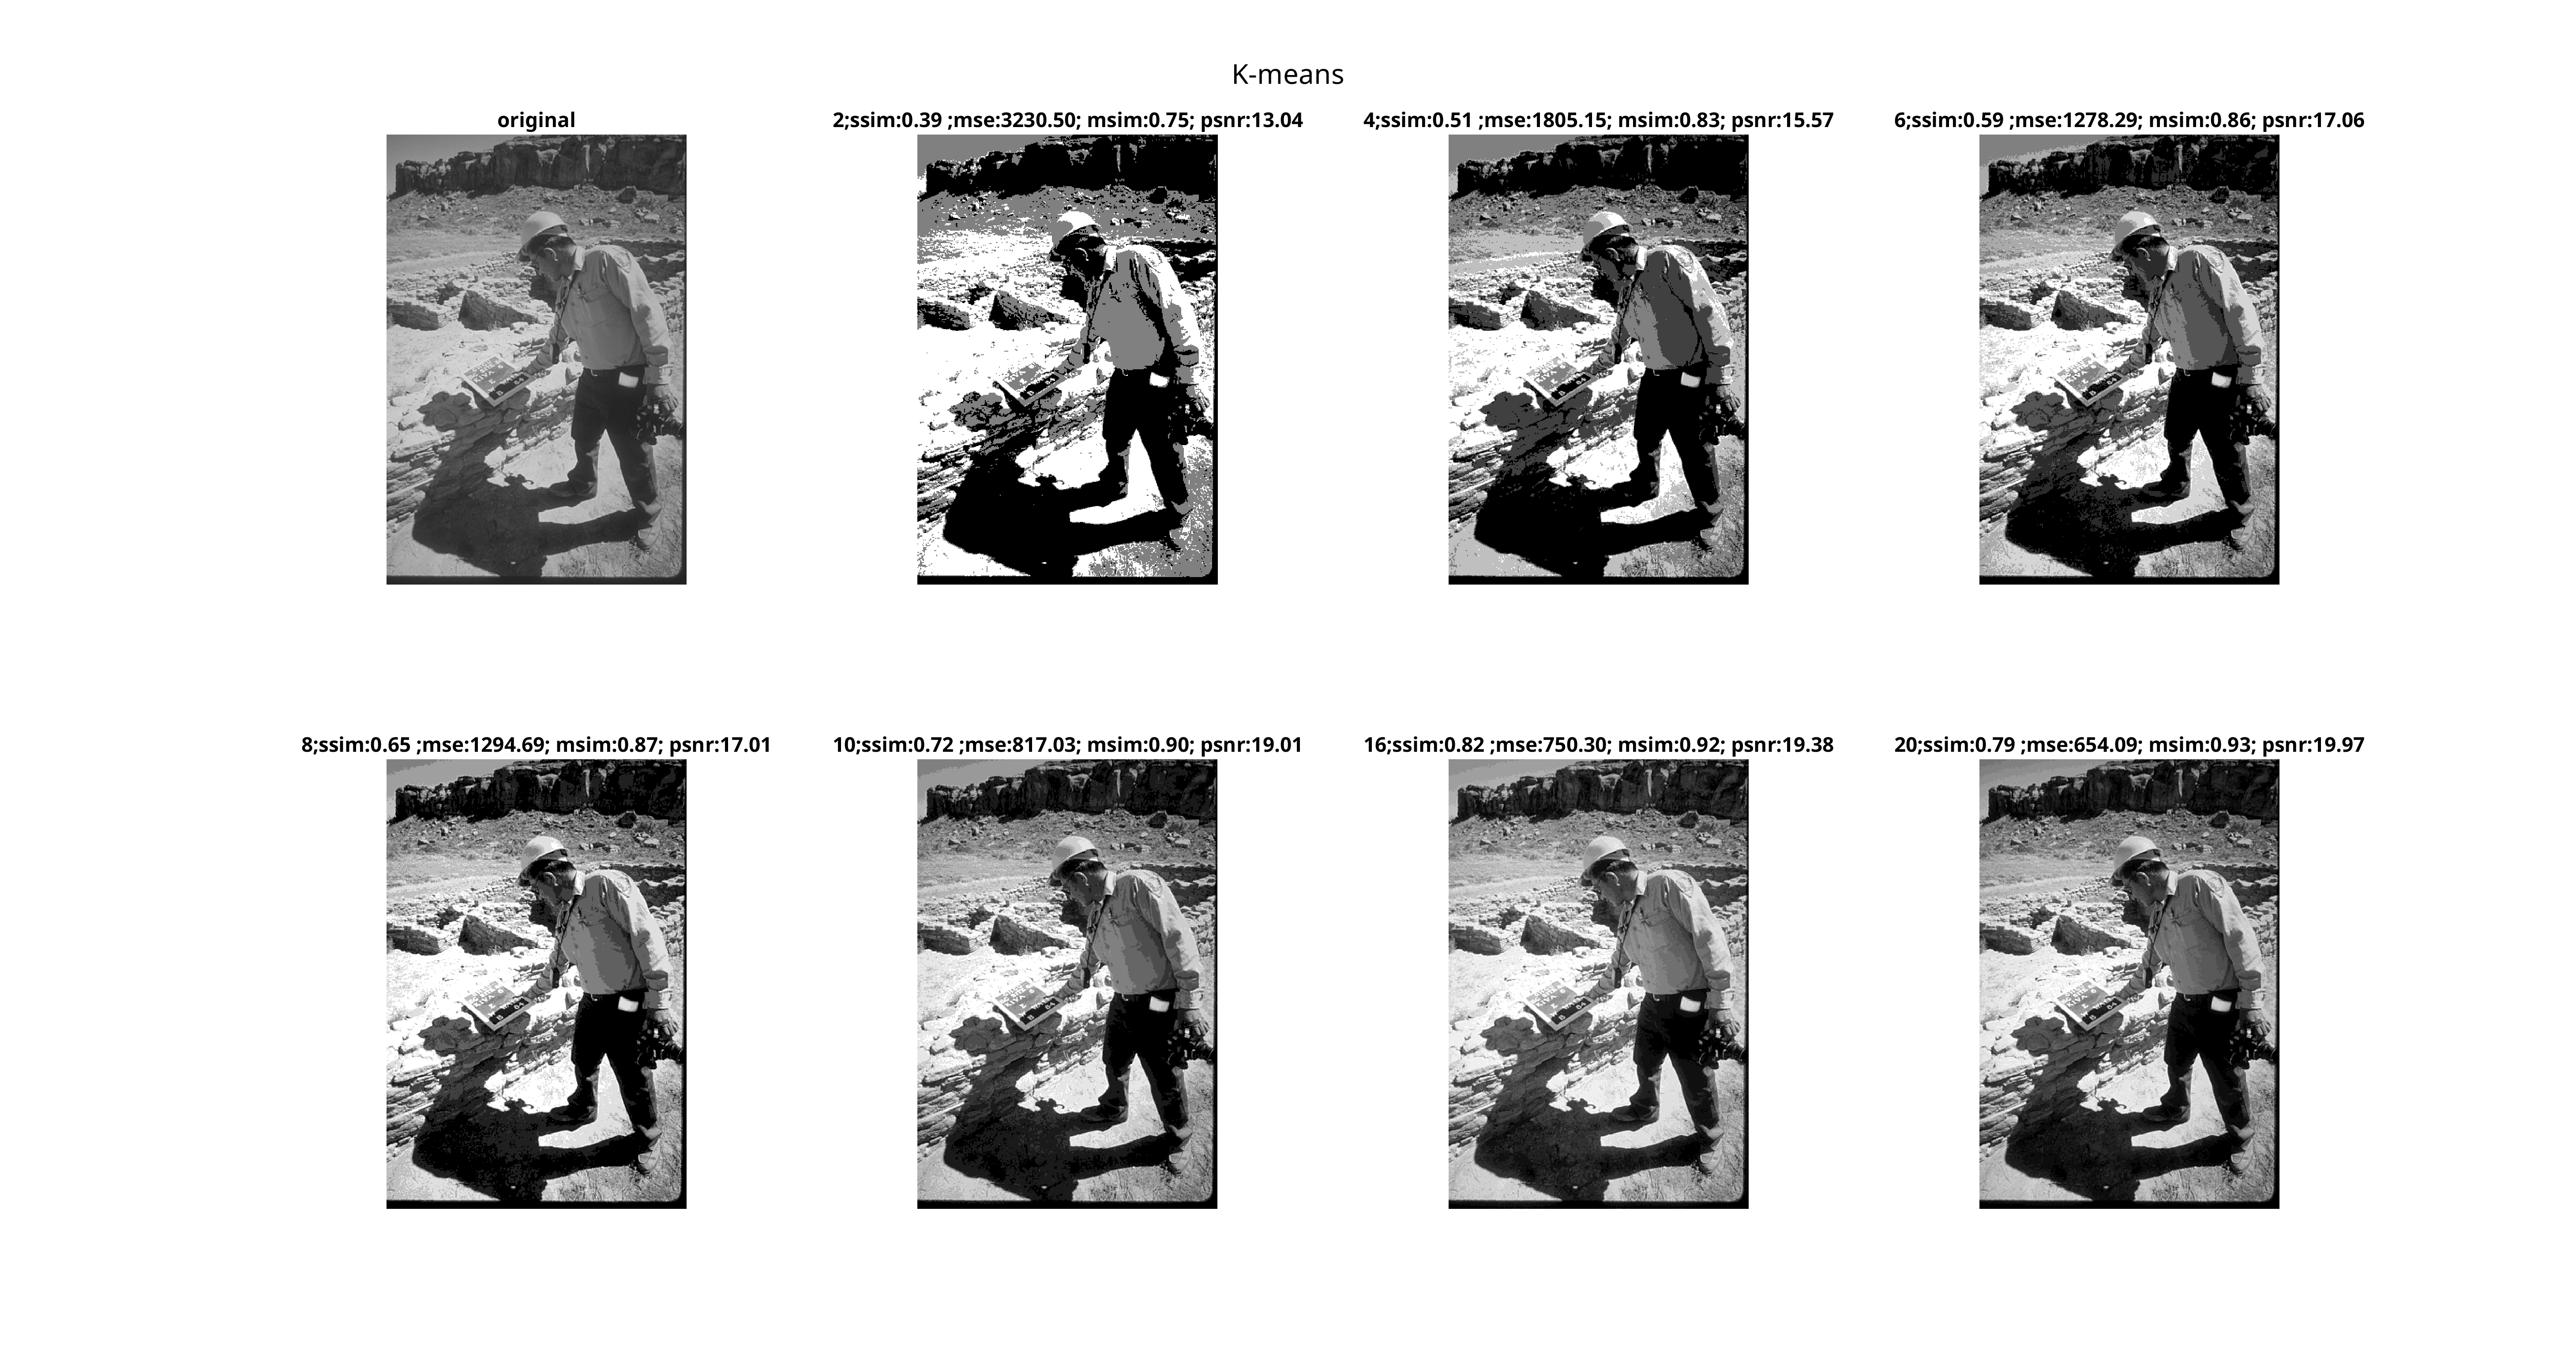 K-means
original
2;ssim:0.39 ;mse:3230.50; msim:0.75; psnr:13.04
4;ssim:0.51 ;mse:1805.15; msim:0.83; psnr:15.57
6;ssim:0.59 ;mse:1278.29; msim:0.86; psnr:17.06
8;ssim:0.65 ;mse:1294.69; msim:0.87; psnr:17.01
10;ssim:0.72 ;mse:817.03; msim:0.90; psnr:19.01
16;ssim:0.82 ;mse:750.30; msim:0.92; psnr:19.38
20;ssim:0.79 ;mse:654.09; msim:0.93; psnr:19.97